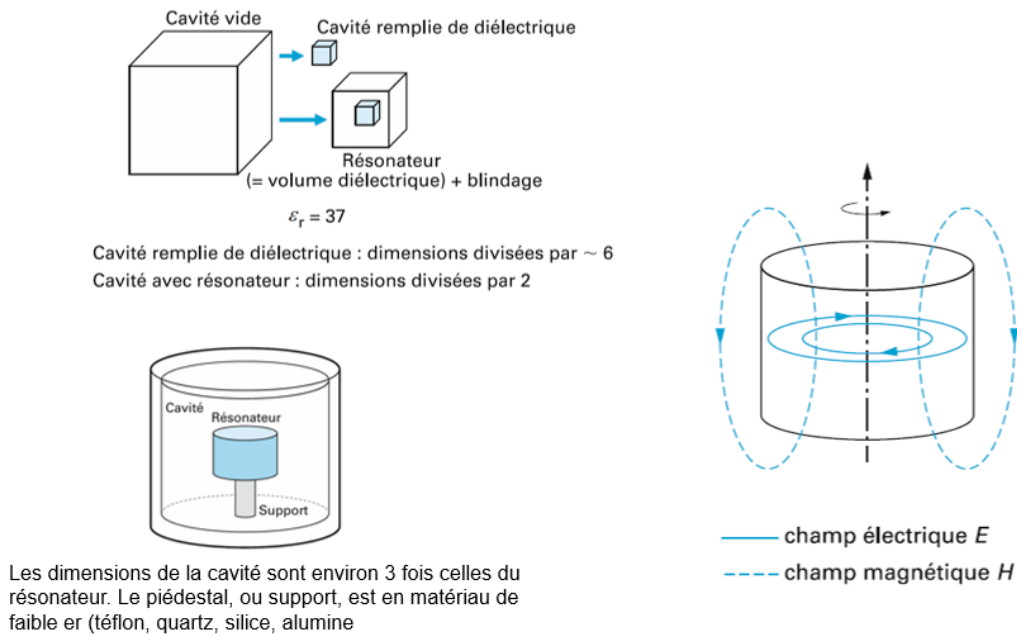 Cavité vide
Cavité remplie de diélectrique
Résonateur
(= volume diélectrique) + blindage
εr = 37
Cavité remplie de diélectrique : dimensions divisées par ~ 6
Cavité avec résonateur : dimensions divisées par 2
Cavité
Résonateur
Support
Les dimensions de la cavité sont environ 3 fois celles du
résonateur. Le piédestal, ou support, est en matériau de
faible er (téflon, quartz, silice, alumine
champ électrique E
champ magnétique H